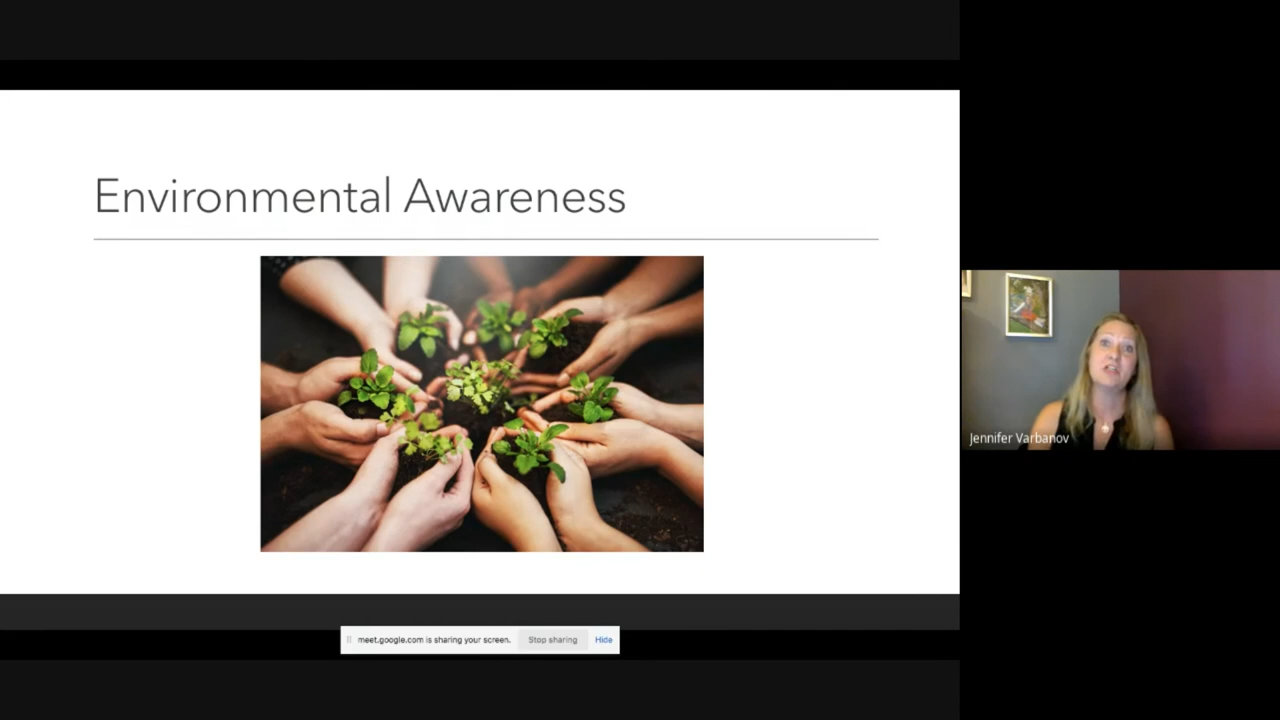 Environmental Awareness
Jennifer Varbanov
meet.google.com is sharing your screen. Stop sharing Hide